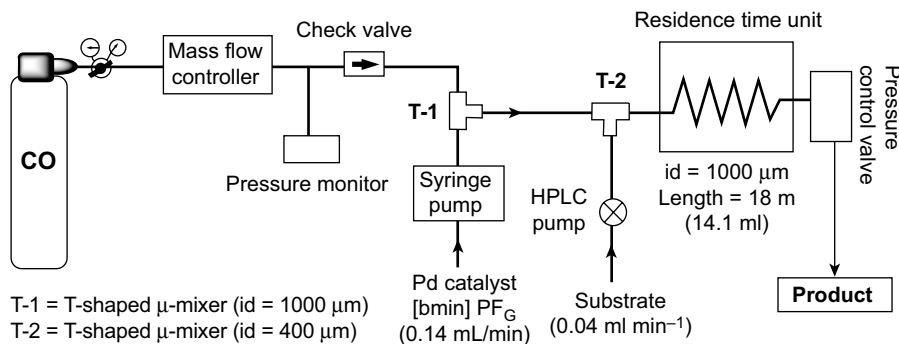 CO
Mass flow
controller
Pressure monitor
Check valve
T-1
Syringe
pump
Pd catalyst
[bmin] PF_G
(0.14 mL/min)
T-2
HPLC
pump
Substrate
(0.04 ml min⁻¹)
Residence time unit
id = 1000 μm
Length = 18 m
(14.1 ml)
Pressure
control valve
Product
T-1 = T-shaped μ-mixer (id = 1000 μm)
T-2 = T-shaped μ-mixer (id = 400 μm)